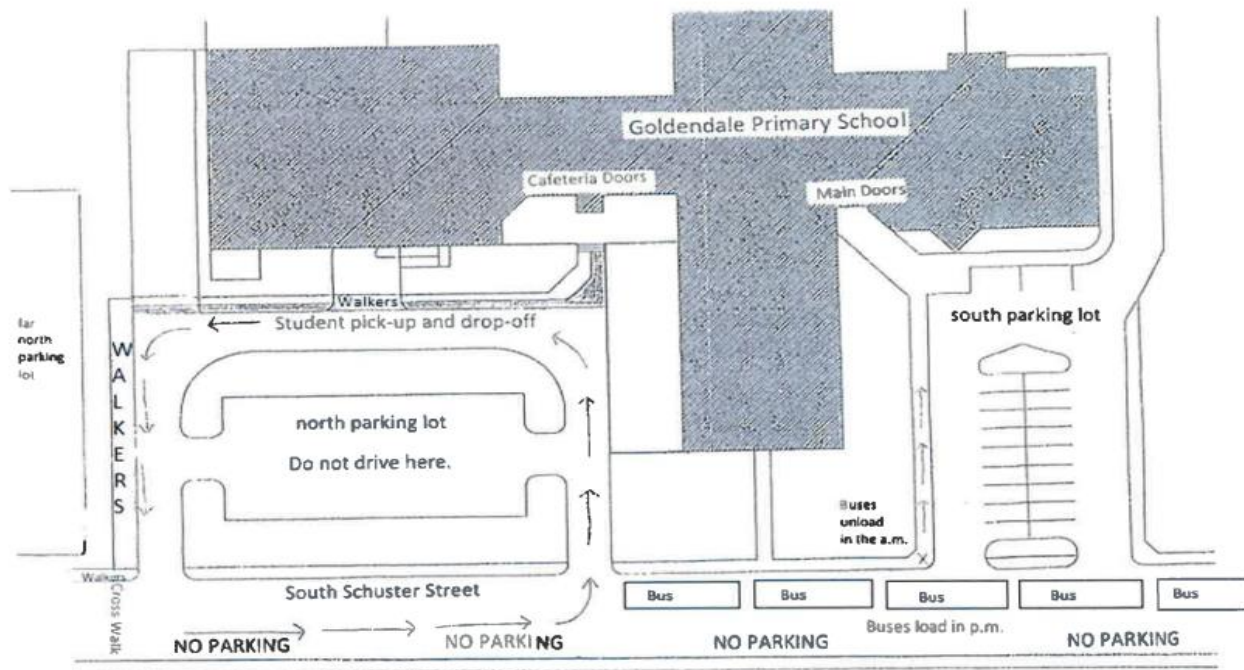 Goldendale Primary School
Cafeteria Doors
Main Doors
Walkers
Student pick-up and drop-off
far
north
parking
lot
WALKERS
south parking lot
north parking lot
Do not drive here.
Buses
unload
in the a.m.
X
Walkers
Cross Walk
South Schuster Street
Bus
Bus
Bus
Bus
Bus
Buses load in p.m.
NO PARKING
NO PARKING
NO PARKING
NO PARKING